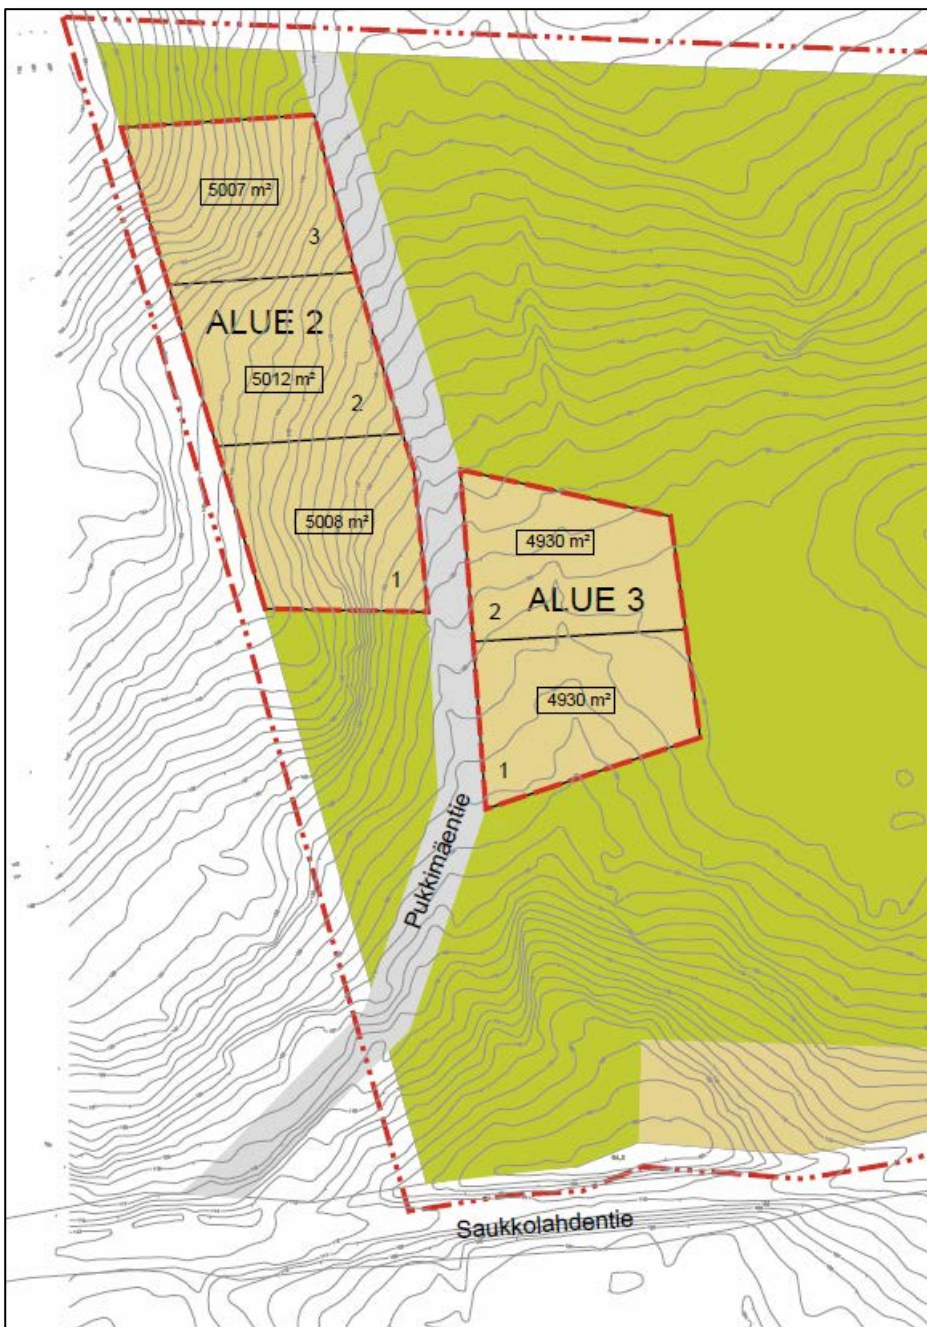 5007 m²
3
ALUE 2
5012 m²
2
5008 m²
1
4930 m²
ALUE 3
2
4930 m²
1
Pukkimäentie
Saukkolahdentie